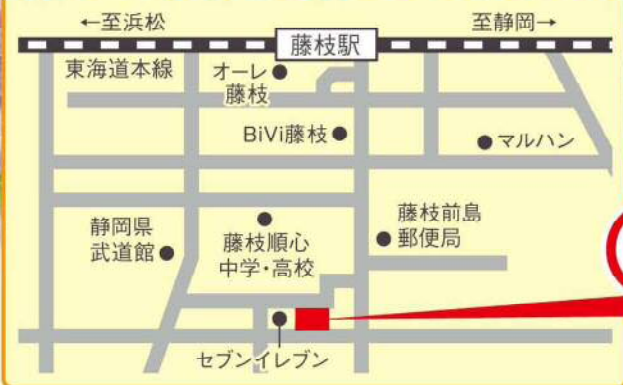 ←至浜松
至静岡→
藤枝駅
東海道本線
オーレ
藤枝
BiVi藤枝
マルハン
静岡県
武道館
藤枝順心
中学・高校
藤枝前島
郵便局
セブンイレブン